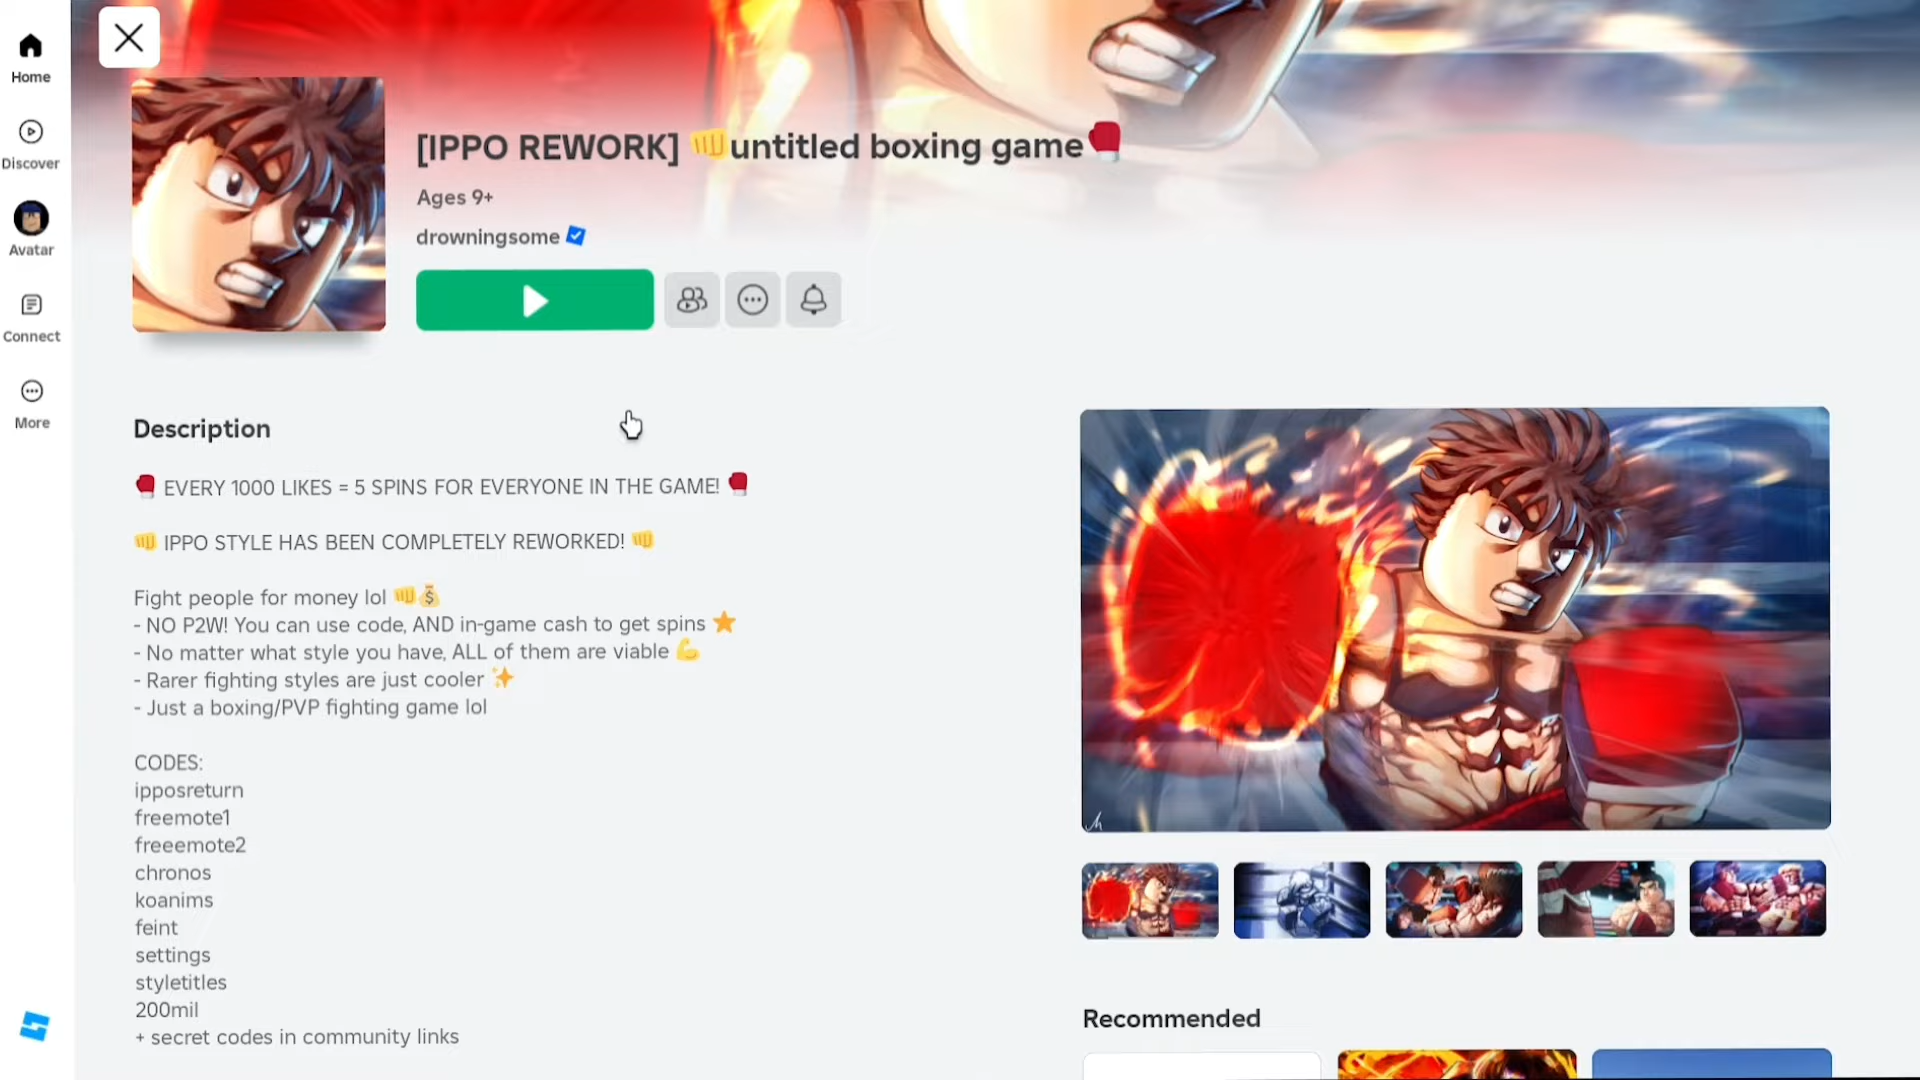 Home
Discover
Avatar
Connect
More
[IPPO REWORK] 👊untitled boxing game🥊
Ages 9+
drowningsome
Description
🥊 EVERY 1000 LIKES = 5 SPINS FOR EVERYONE IN THE GAME! 🥊
👊 IPPO STYLE HAS BEEN COMPLETELY REWORKED! 👊
Fight people for money lol 👊💰
- NO P2W! You can use code, AND in-game cash to get spins ⭐
- No matter what style you have, ALL of them are viable 💪
- Rarer fighting styles are just cooler ✨
- Just a boxing/PVP fighting game lol
CODES:
ipposreturn
freemote1
freeemote2
chronos
koanims
feint
settings
styletitles
200mil
+ secret codes in community links
Recommended